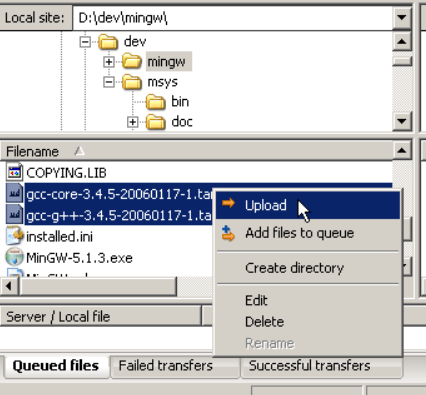 Local site: D:\dev\mingw\
dev
mingw
msys
bin
doc
Filename
COPYING.LIB
gcc-core-3.4.5-20060117-1.tar
gcc-g++-3.4.5-20060117-1.ta
installed.ini
MinGW-5.1.3.exe
Upload
Add files to queue
Create directory
Edit
Delete
Rename
Server / Local file
Queued files Failed transfers Successful transfers